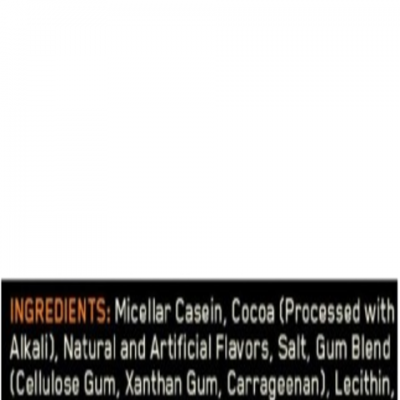 INGREDIENTS: Micellar Casein, Cocoa (Processed with
Alkali), Natural and Artificial Flavors, Salt, Gum Blend
(Cellulose Gum, Xanthan Gum, Carrageenan), Lecithin,